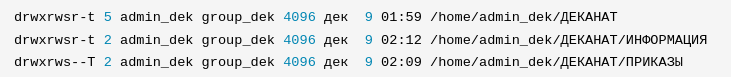 drwxrwsr-t 5 admin_dek group_dek 4096 дек  9 01:59 /home/admin_dek/ДЕКАНАТ
drwxrwsr-t 2 admin_dek group_dek 4096 дек  9 02:12 /home/admin_dek/ДЕКАНАТ/ИНФОРМАЦИЯ
drwxrws--T 2 admin_dek group_dek 4096 дек  9 02:09 /home/admin_dek/ДЕКАНАТ/ПРИКАЗЫ